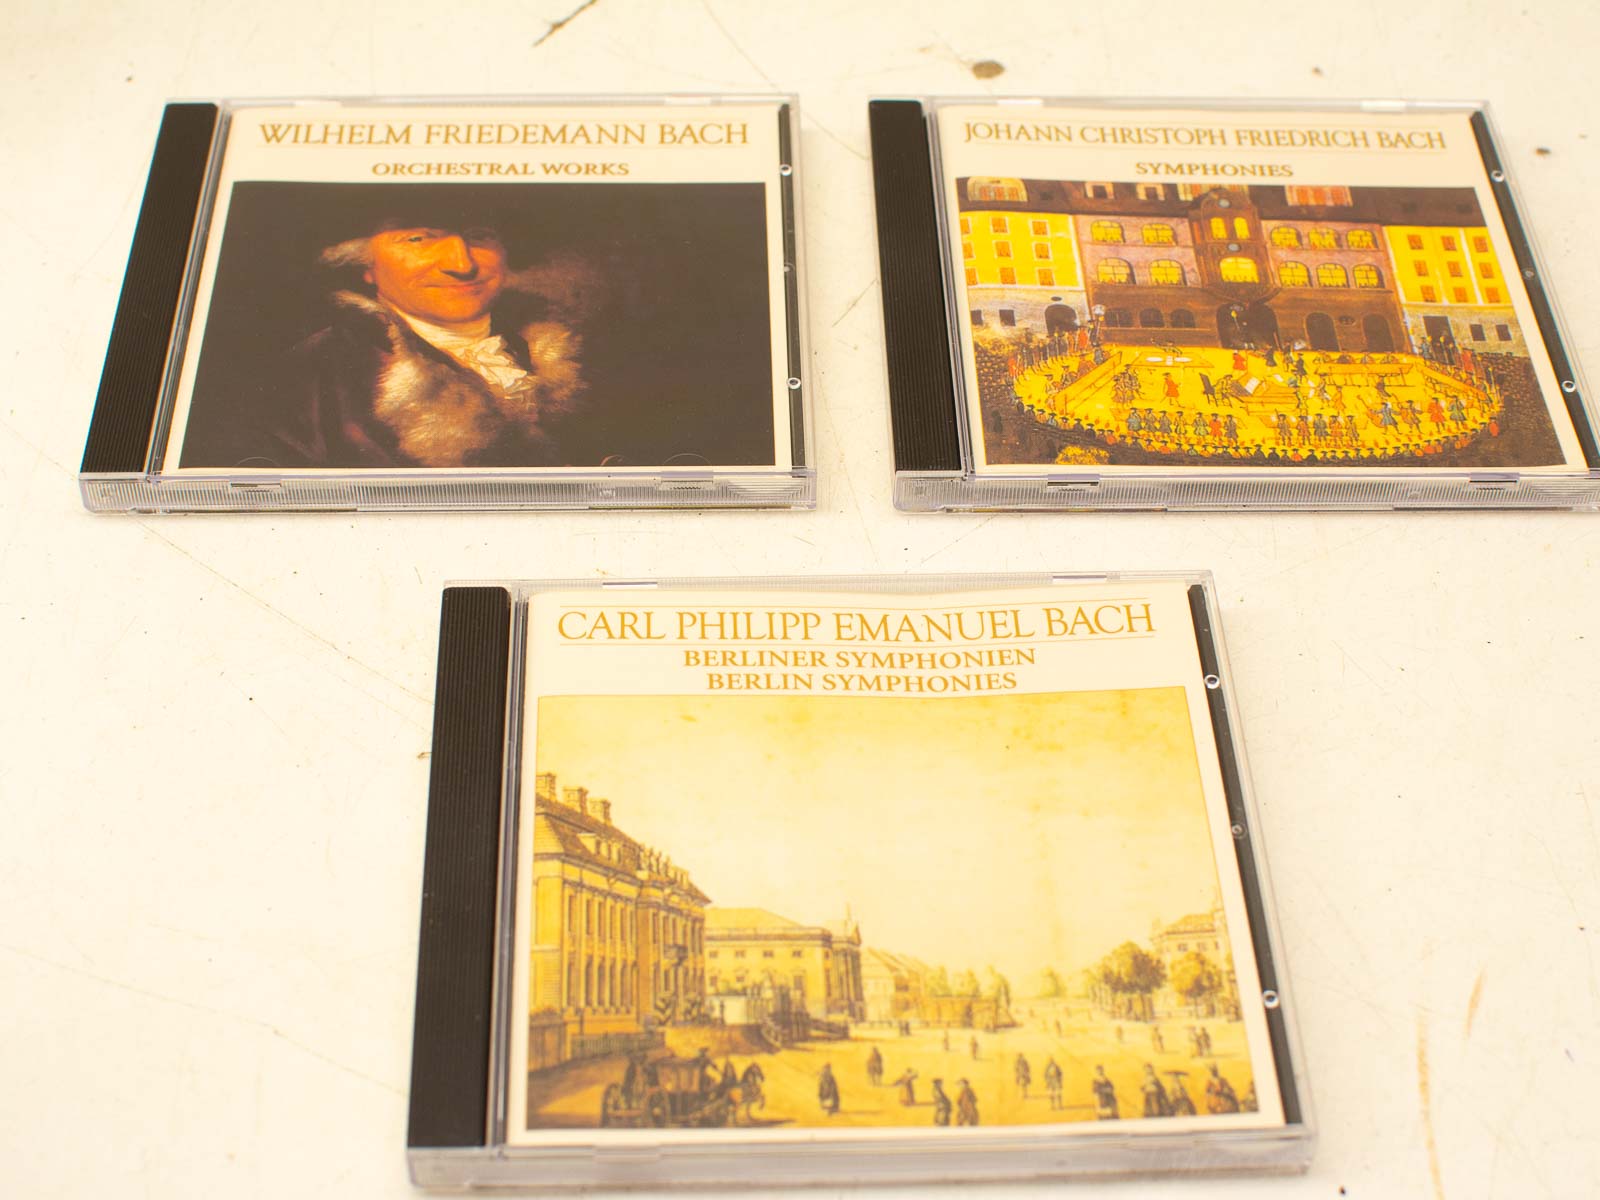 WILHELM FRIEDEMANN BACH
ORCHESTRAL WORKS
JOHANN CHRISTOPH FRIEDRICH BACH
SYMPHONIES
CARL PHILIPP EMANUEL BACH
BERLINER SYMPHONIEN
BERLIN SYMPHONIES